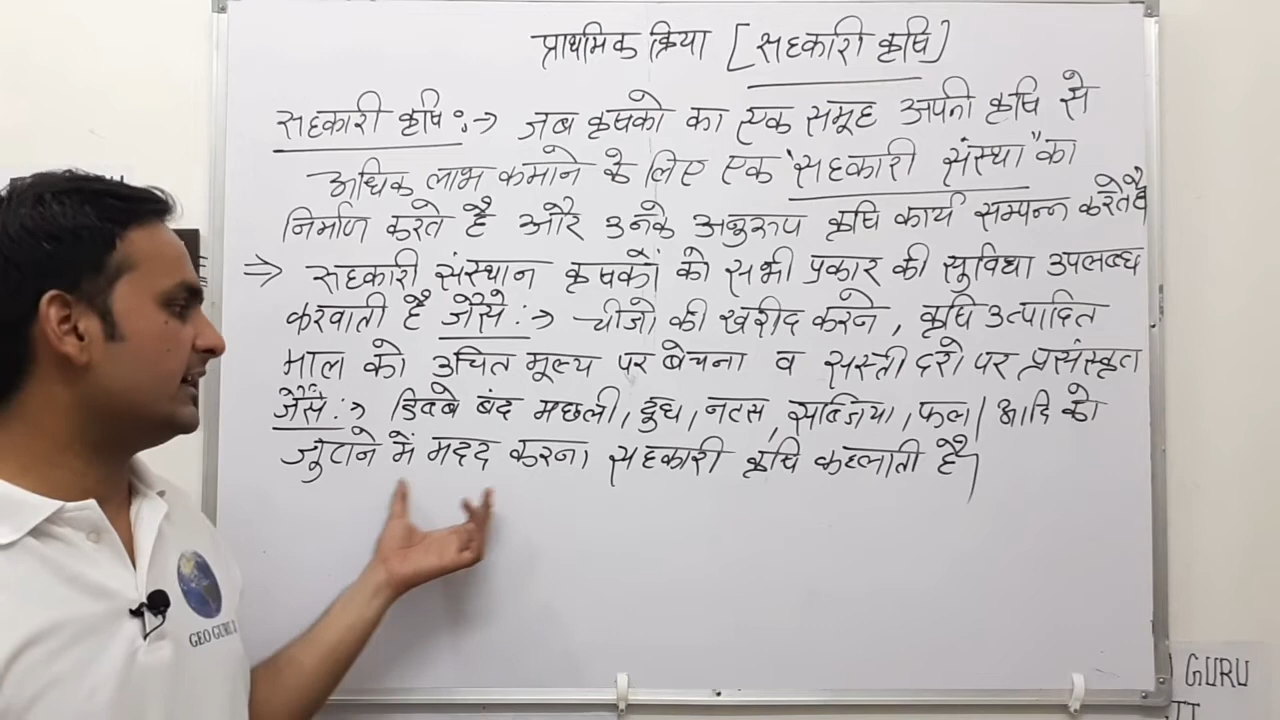 प्राथमिक क्रिया [सहकारी कृषि]
सहकारी कृषि :→ जब कृषको का एक समूह अपनी कृषि से
अधिक लाभ कमाने के लिए एक "सहकारी संस्था" का
निर्माण करते है और उनके अनुरुप कृषि कार्य सम्पन्न करते है
⇒ सहकारी संस्थान कृषकों को सभी प्रकार की सुविधा उपलब्ध
करवाती है जैसे :→ चीजो की खरीद करने, कृषि उत्पादित
माल को उचित मूल्य पर बेचना व सस्ती दरो पर प्रसंस्कृत
जैसे :→ डिब्बे बंद मछली, दुध, नटस, सब्जिया, फल। आदि को
जुटाने में मदद करना सहकारी कृषि कहलाती है।
GEO GURU
GURU